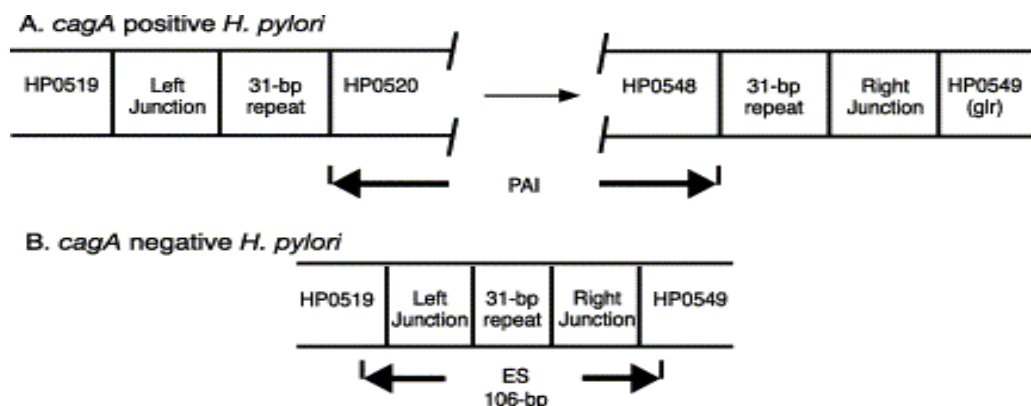 A. cagA positive H. pylori
HP0519 Left Junction 31-bp repeat HP0520 HP0548 31-bp repeat Right Junction HP0549 (glr)
PAI
B. cagA negative H. pylori
HP0519 Left Junction 31-bp repeat Right Junction HP0549
ES
106-bp